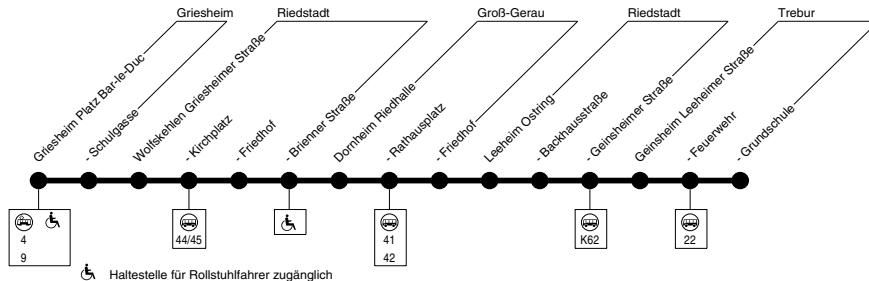 Griesheim
Riedstadt
Groß-Gerau
Riedstadt
Trebur
Griesheim Platz Bar-le-Duc
- Schulgasse
Wolfskehlen Griesheimer Straße
- Kirchplatz
- Friedhof
- Brienner Straße
Dornheim Riedhalle
- Rathausplatz
- Friedhof
Leeheim Ostring
- Backhausstraße
- Geinsheimer Straße
Geinsheim Leeheimer Straße
- Feuerwehr
- Grundschule
4
9
44/45
41
42
K62
22
Haltestelle für Rollstuhlfahrer zugänglich